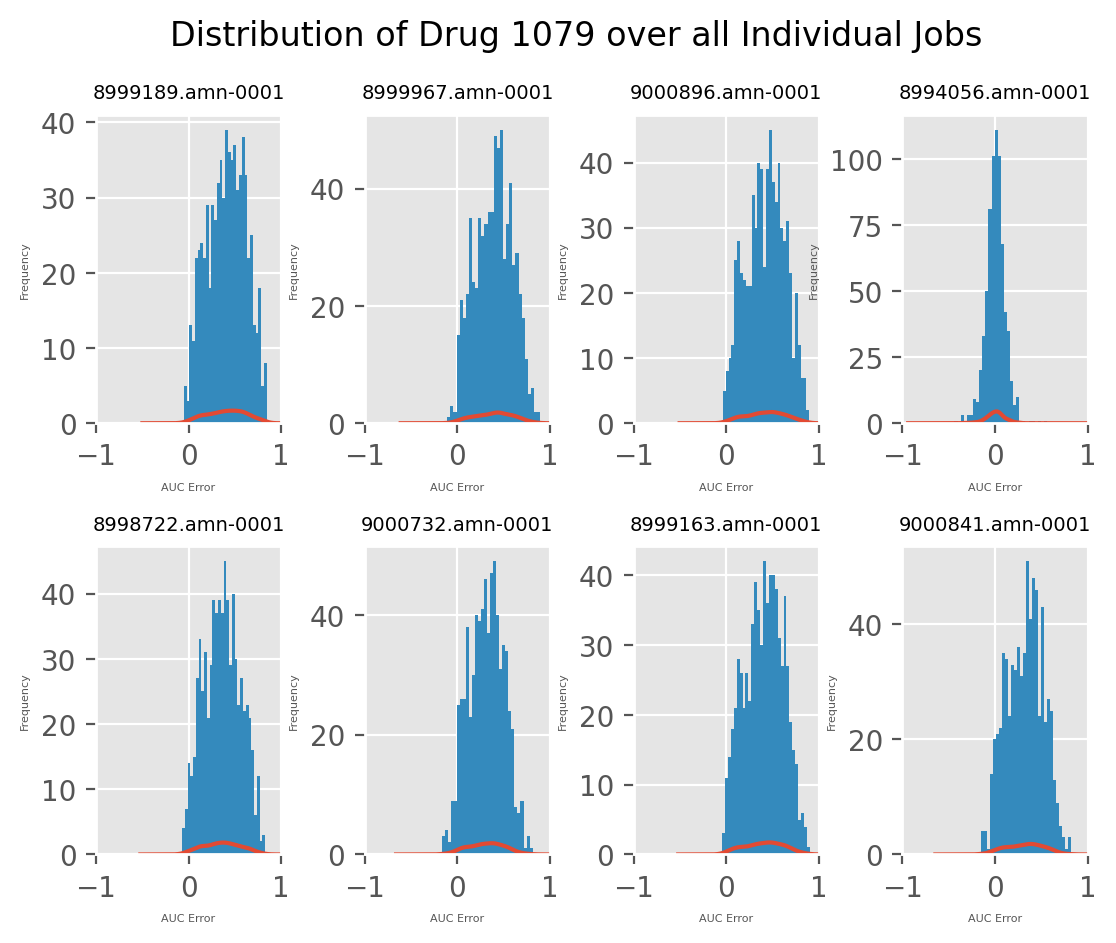 Distribution of Drug 1079 over all Individual Jobs
8999189.amn-0001
8999967.amn-0001
9000896.amn-0001
8994056.amn-0001
40
30
20
10
0
Frequency
−1 0 1
AUC Error
40
20
0
Frequency
−1 0 1
AUC Error
40
30
20
10
0
Frequency
−1 0 1
AUC Error
100
75
50
25
0
Frequency
−1 0 1
AUC Error
8998722.amn-0001
9000732.amn-0001
8999163.amn-0001
9000841.amn-0001
40
30
20
10
0
Frequency
−1 0 1
AUC Error
40
20
0
Frequency
−1 0 1
AUC Error
40
30
20
10
0
Frequency
−1 0 1
AUC Error
40
20
0
Frequency
−1 0 1
AUC Error